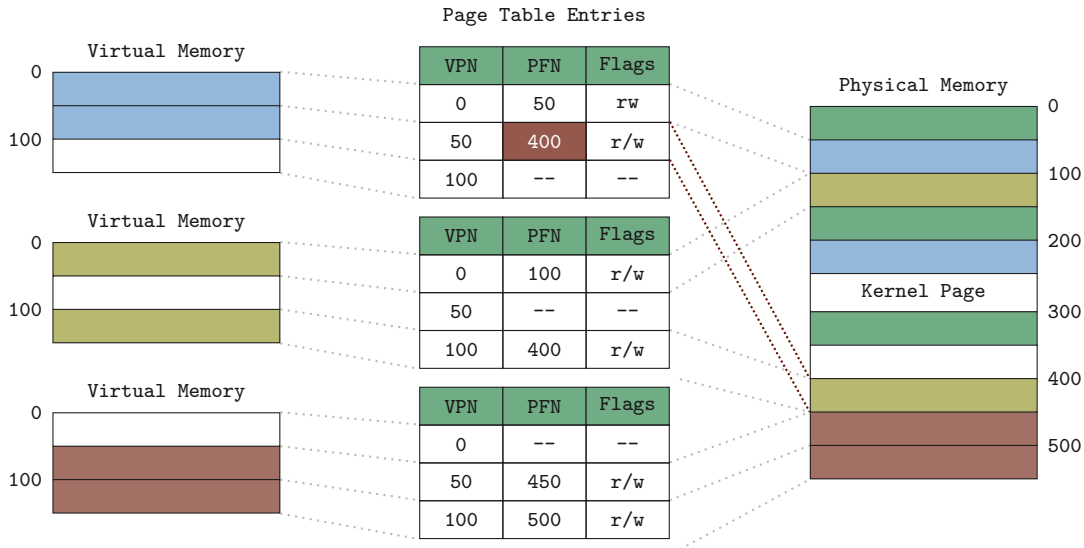 Page Table Entries
Virtual Memory
0
100
VPN PFN Flags
0 50 rw
50 400 r/w
100 -- --
Virtual Memory
0
100
VPN PFN Flags
0 100 r/w
50 -- --
100 400 r/w
Virtual Memory
0
100
VPN PFN Flags
0 -- --
50 450 r/w
100 500 r/w
Physical Memory
0
100
200
Kernel Page
300
400
500